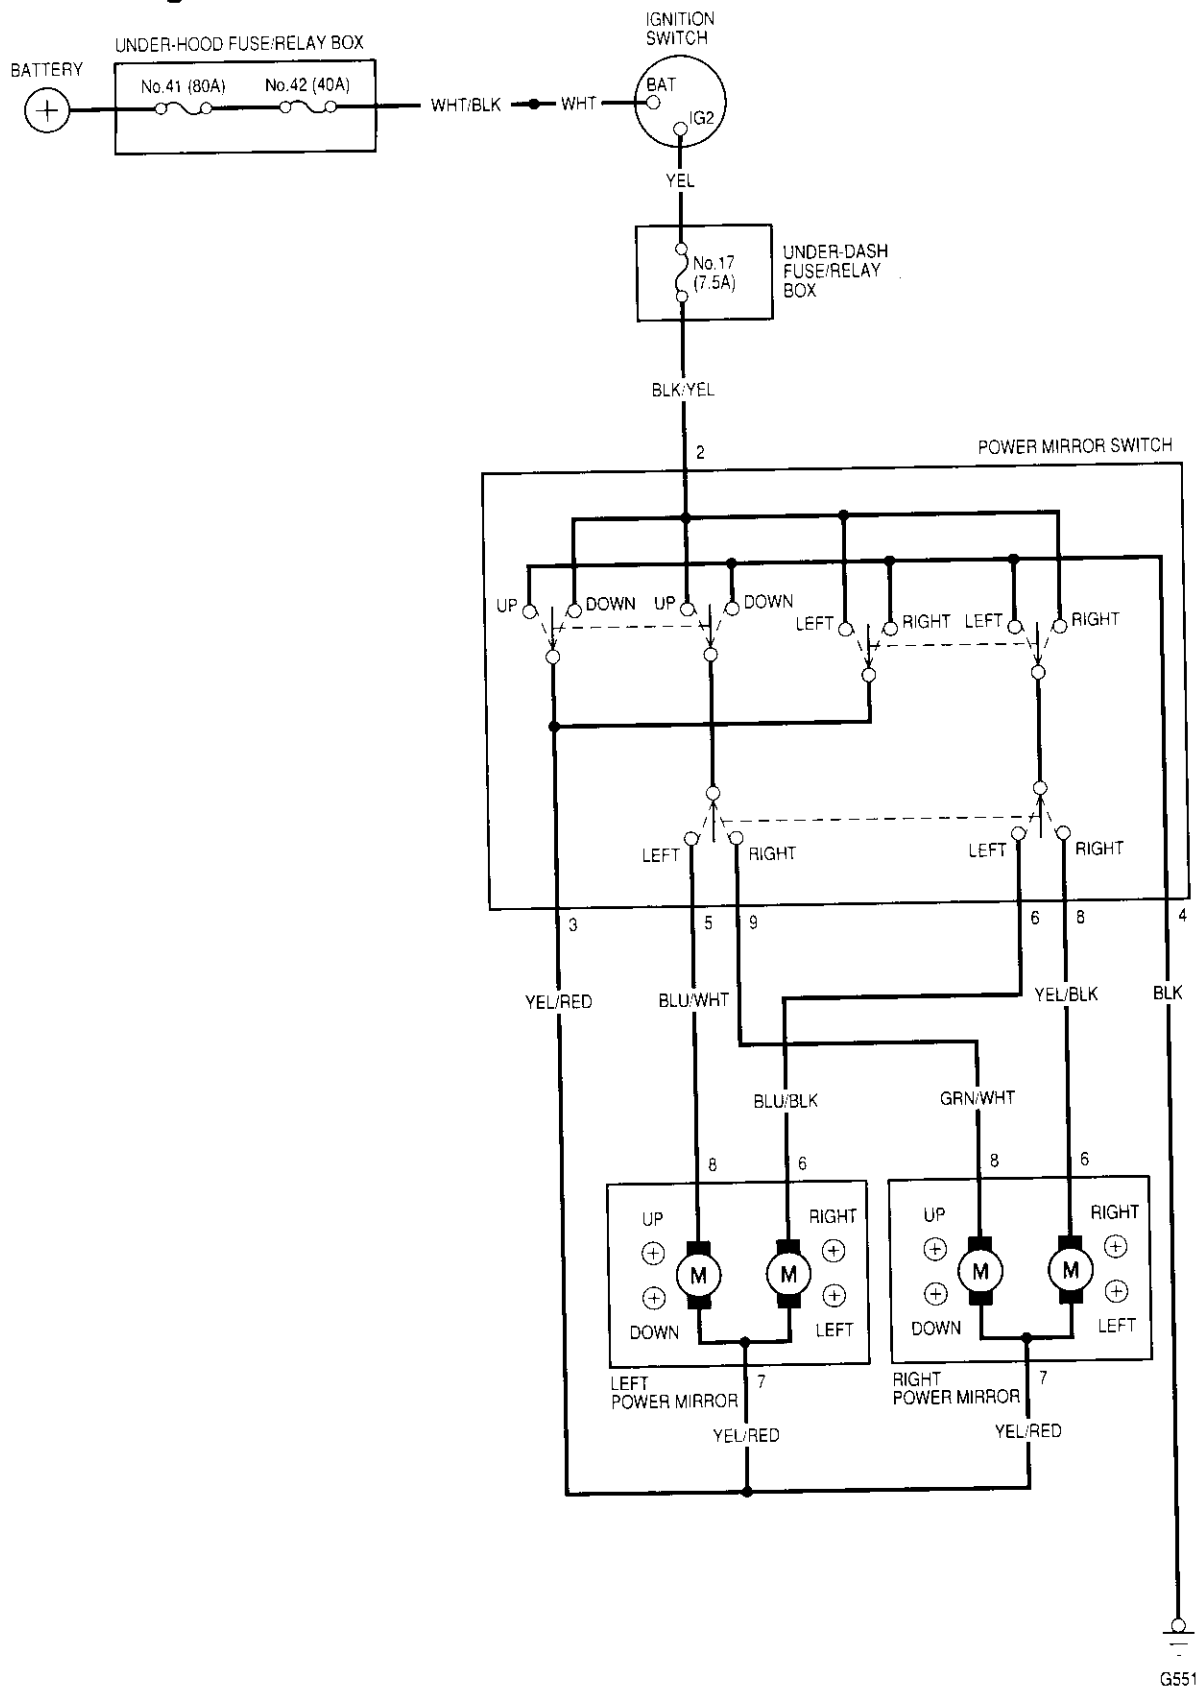 IGNITION
SWITCH
UNDER-HOOD FUSE/RELAY BOX
BATTERY
No.41 (80A)
No.42 (40A)
BAT
WHT/BLK
WHT
IG2
YEL
No.17
(7.5A)
UNDER-DASH
FUSE/RELAY
BOX
BLK/YEL
2
POWER MIRROR SWITCH
UP
DOWN
UP
DOWN
LEFT
RIGHT
LEFT
RIGHT
LEFT
RIGHT
LEFT
RIGHT
3
5
9
6
8
4
YEL/RED
BLU/WHT
YEL/BLK
BLK
BLU/BLK
GRN/WHT
8
6
8
6
UP
RIGHT
UP
RIGHT
M
M
M
M
DOWN
LEFT
DOWN
LEFT
LEFT
POWER MIRROR
7
RIGHT
POWER MIRROR
7
YEL/RED
YEL/RED
G551